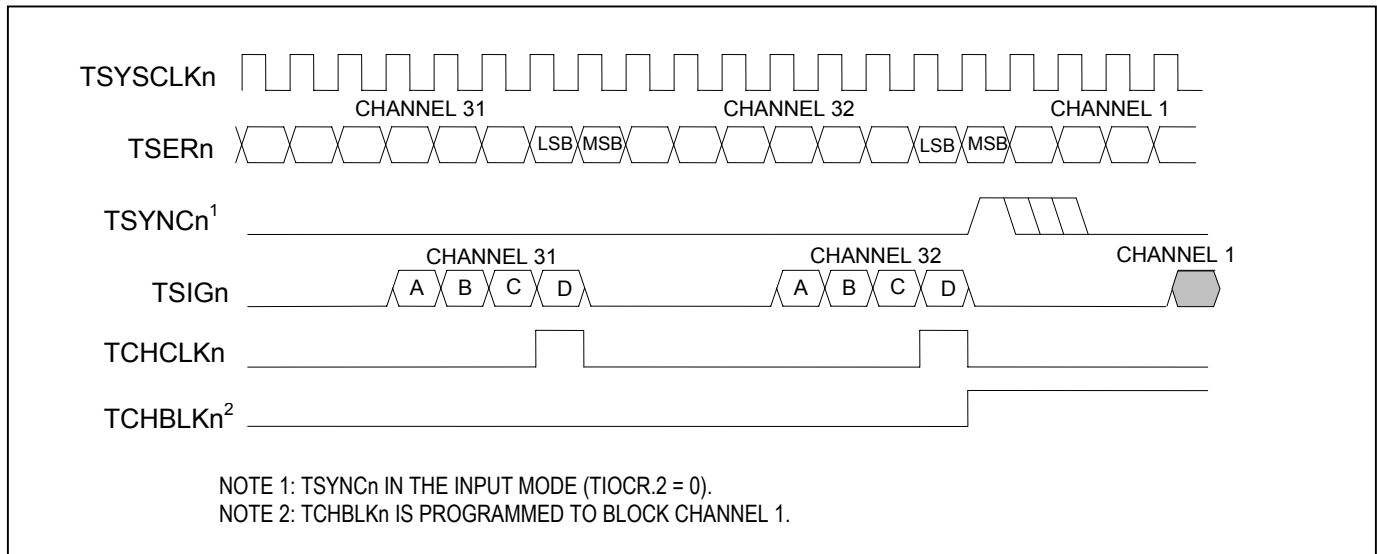 TSYSCLKn
CHANNEL 31 CHANNEL 32 CHANNEL 1
TSERn LSB MSB LSB MSB
TSYNCn¹
CHANNEL 31 CHANNEL 32 CHANNEL 1
TSIGn A B C D A B C D
TCHCLKn
TCHBLKn²
NOTE 1: TSYNCn IN THE INPUT MODE (TIOCR.2 = 0).
NOTE 2: TCHBLKn IS PROGRAMMED TO BLOCK CHANNEL 1.